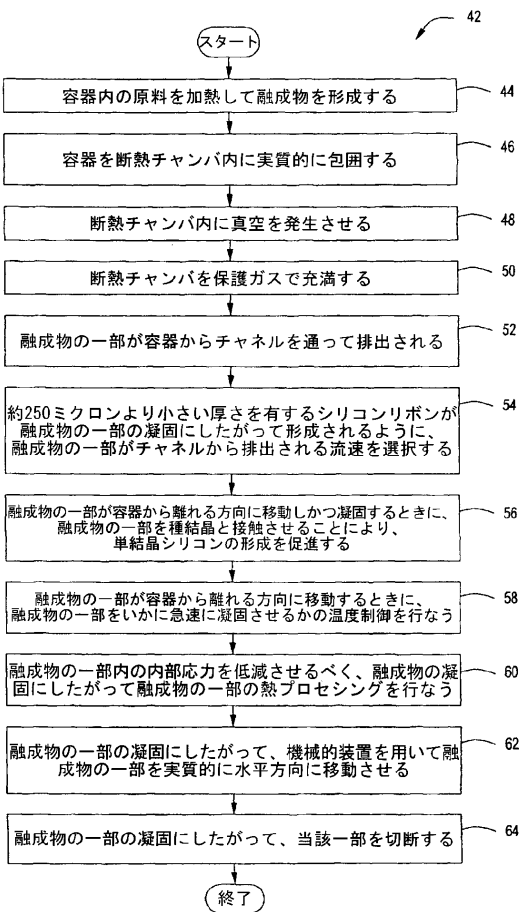 42
スタート
容器内の原料を加熱して融成物を形成する
44
容器を断熱チャンバ内に実質的に包囲する
46
断熱チャンバ内に真空を発生させる
48
断熱チャンバを保護ガスで充満する
50
融成物の一部が容器からチャネルを通って排出される
52
約250ミクロンより小さい厚さを有するシリコンリボンが
融成物の一部の凝固にしたがって形成されるように、
融成物の一部がチャネルから排出される流速を選択する
54
融成物の一部が容器から離れる方向に移動しかつ凝固するときに、
融成物の一部を種結晶と接触させることにより、
単結晶シリコンの形成を促進する
56
融成物の一部が容器から離れる方向に移動するときに、
融成物の一部をいかに急速に凝固させるかの温度制御を行なう
58
融成物の一部内の内部応力を低減させるべく、融成物の凝
固にしたがって融成物の一部の熱プロセシングを行なう
60
融成物の一部の凝固にしたがって、機械的装置を用いて融
成物の一部を実質的に水平方向に移動させる
62
融成物の一部の凝固にしたがって、当該一部を切断する
64
終了